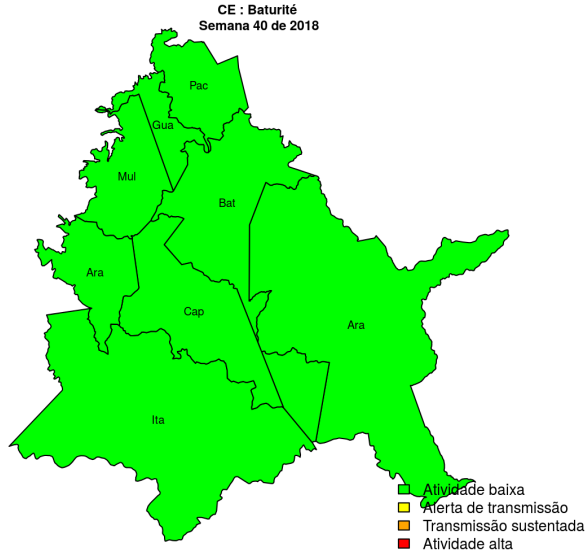 CE : Baturité
Semana 40 de 2018
Pac
Gua
Mul
Bat
Ara
Cap
Ara
Ita
Atividade baixa
Alerta de transmissão
Transmissão sustentada
Atividade alta